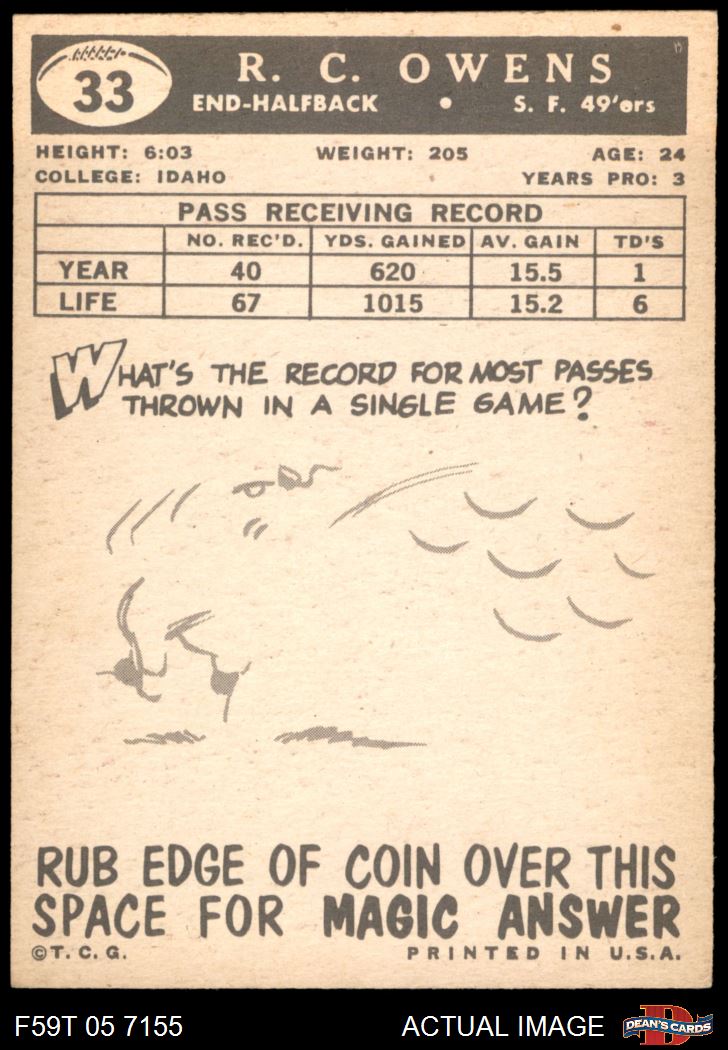 33
R. C. OWENS
END-HALFBACK • S. F. 49'ers
HEIGHT: 6:03 WEIGHT: 205 AGE: 24
COLLEGE: IDAHO YEARS PRO: 3
PASS RECEIVING RECORD
NO. REC'D. YDS. GAINED AV. GAIN TD'S
YEAR 40 620 15.5 1
LIFE 67 1015 15.2 6
WHAT'S THE RECORD FOR MOST PASSES
THROWN IN A SINGLE GAME?
RUB EDGE OF COIN OVER THIS
SPACE FOR MAGIC ANSWER
©T. C. G. PRINTED IN U.S.A.
F59T 05 7155 ACTUAL IMAGE D DEAN'S CARDS